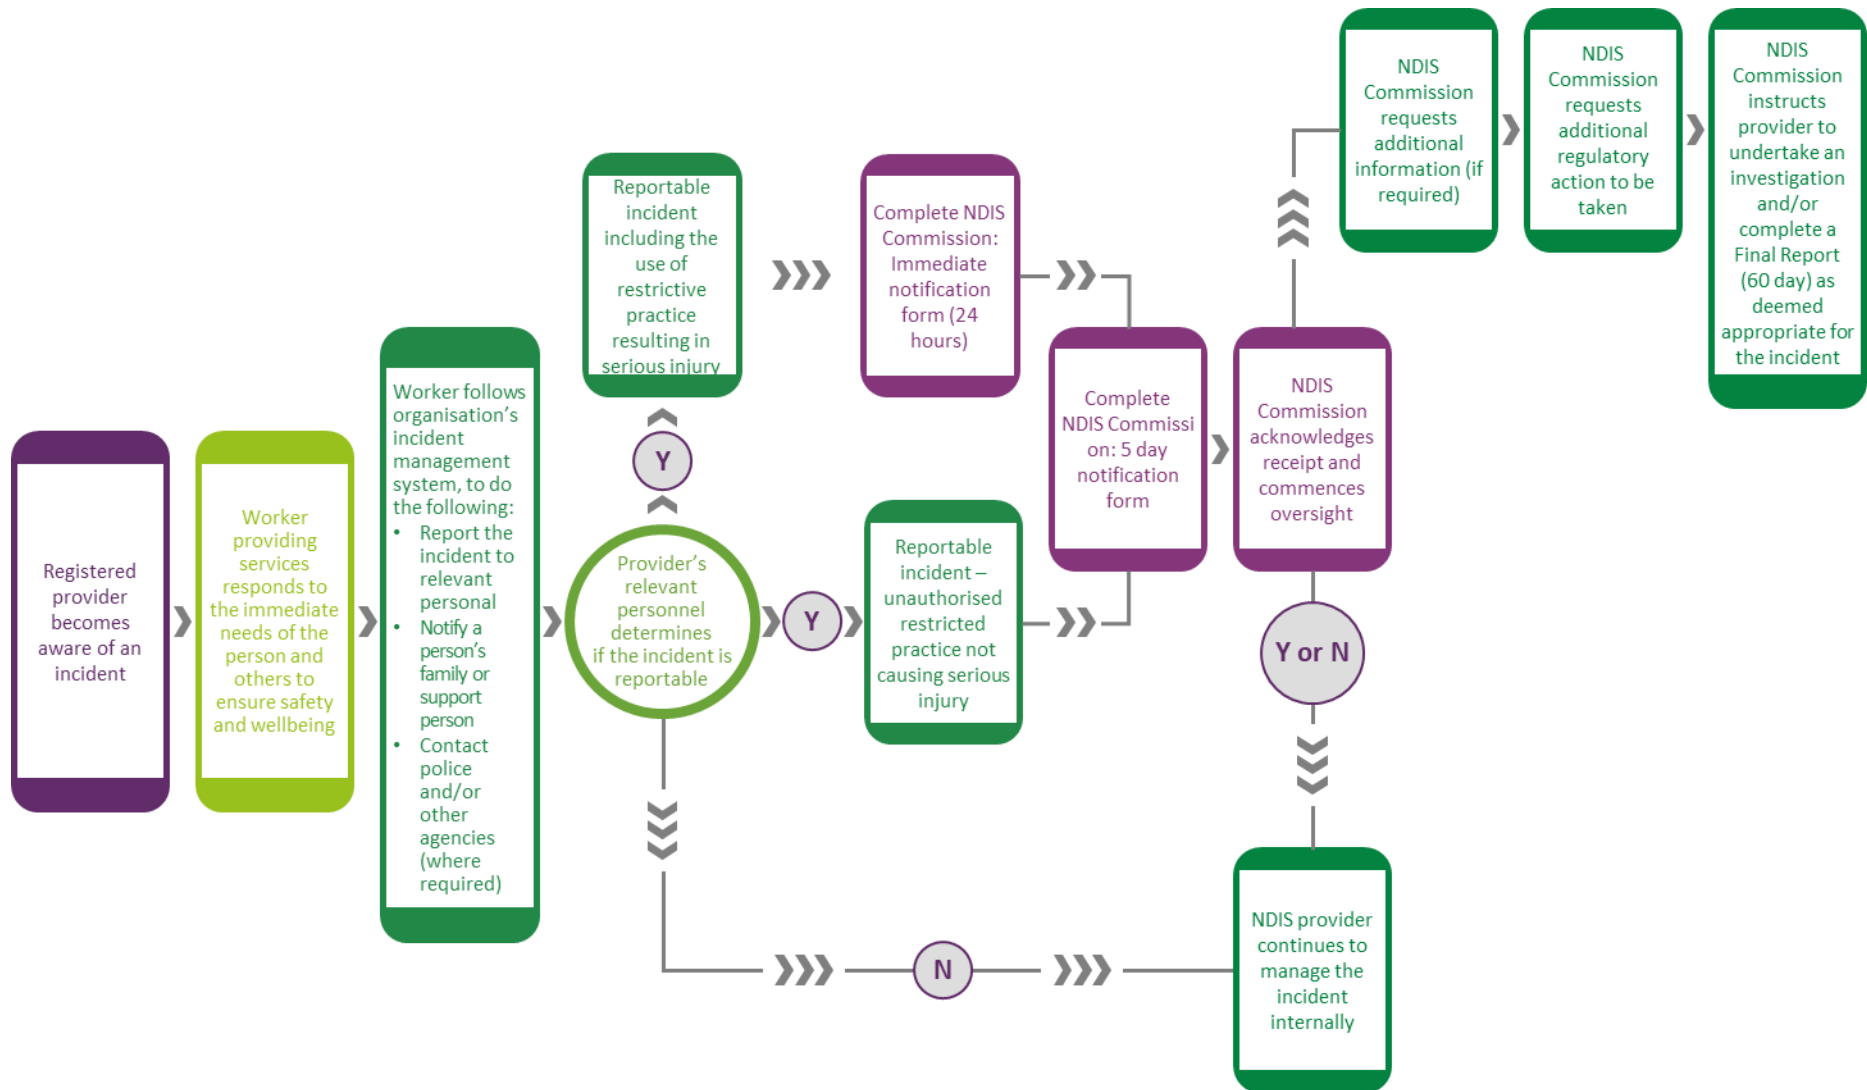 Registered
provider
becomes
aware of an
incident
Worker
providing
services
responds to
the immediate
needs of the
person and
others to
ensure safety
and wellbeing
Worker follows
organisation's
incident
management
system, to do
the following:
• Report the
incident to
relevant
personal
• Notify a
person's
family or
support
person
• Contact
police
and/or
other
agencies
(where
required)
Provider's
relevant
personnel
determines
if the incident is
reportable
Y
Reportable
incident
including the
use of
restrictive
practice
resulting in
serious injury
Complete NDIS
Commission:
Immediate
notification
form (24
hours)
Y
Reportable
incident –
unauthorised
restricted
practice not
causing serious
injury
Complete
NDIS Commissi
on: 5 day
notification
form
NDIS
Commission
acknowledges
receipt and
commences
oversight
NDIS
Commission
requests
additional
information (if
required)
NDIS
Commission
requests
additional
regulatory
action to be
taken
NDIS
Commission
instructs
provider to
undertake an
investigation
and/or
complete a
Final Report
(60 day) as
deemed
appropriate for
the incident
Y or N
N
NDIS provider
continues to
manage the
incident
internally